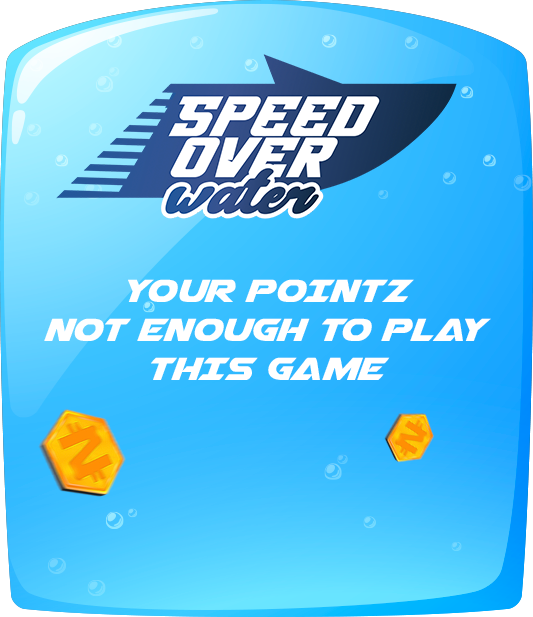 SPEED
OVER
water
YOUR POINTZ
NOT ENOUGH TO PLAY
THIS GAME